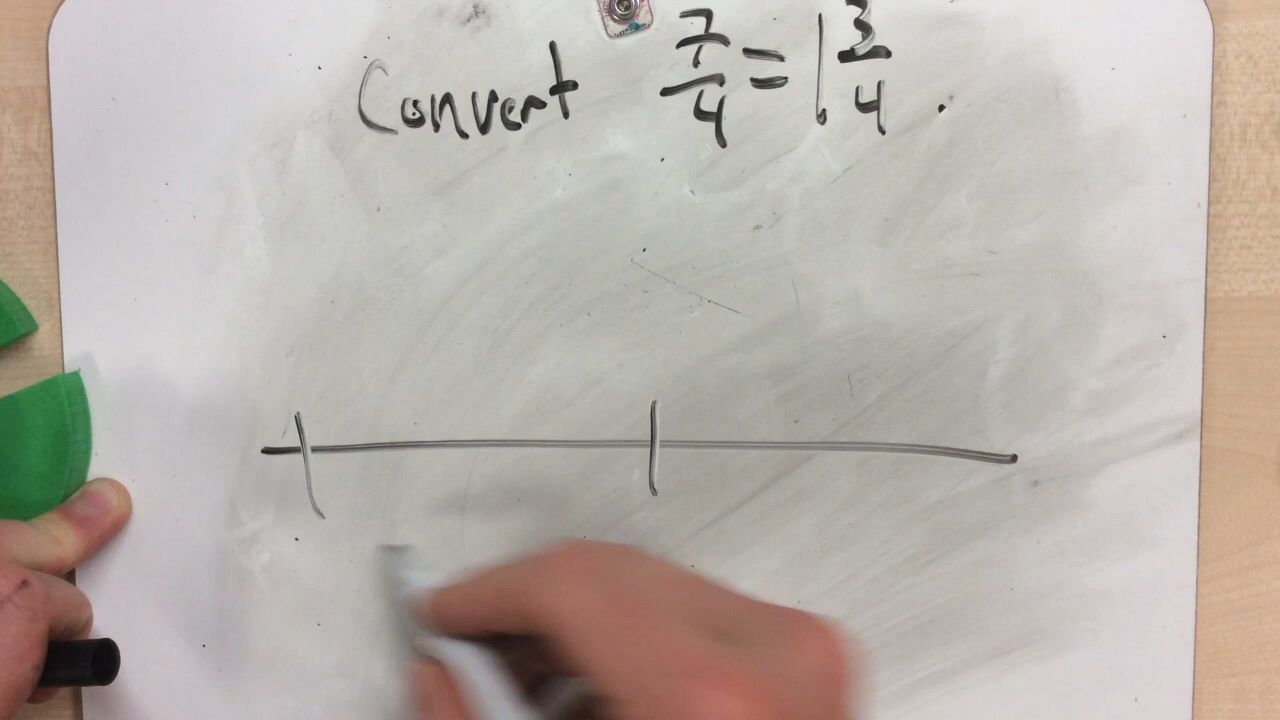 Convert 7/4 = 1 3/4 .